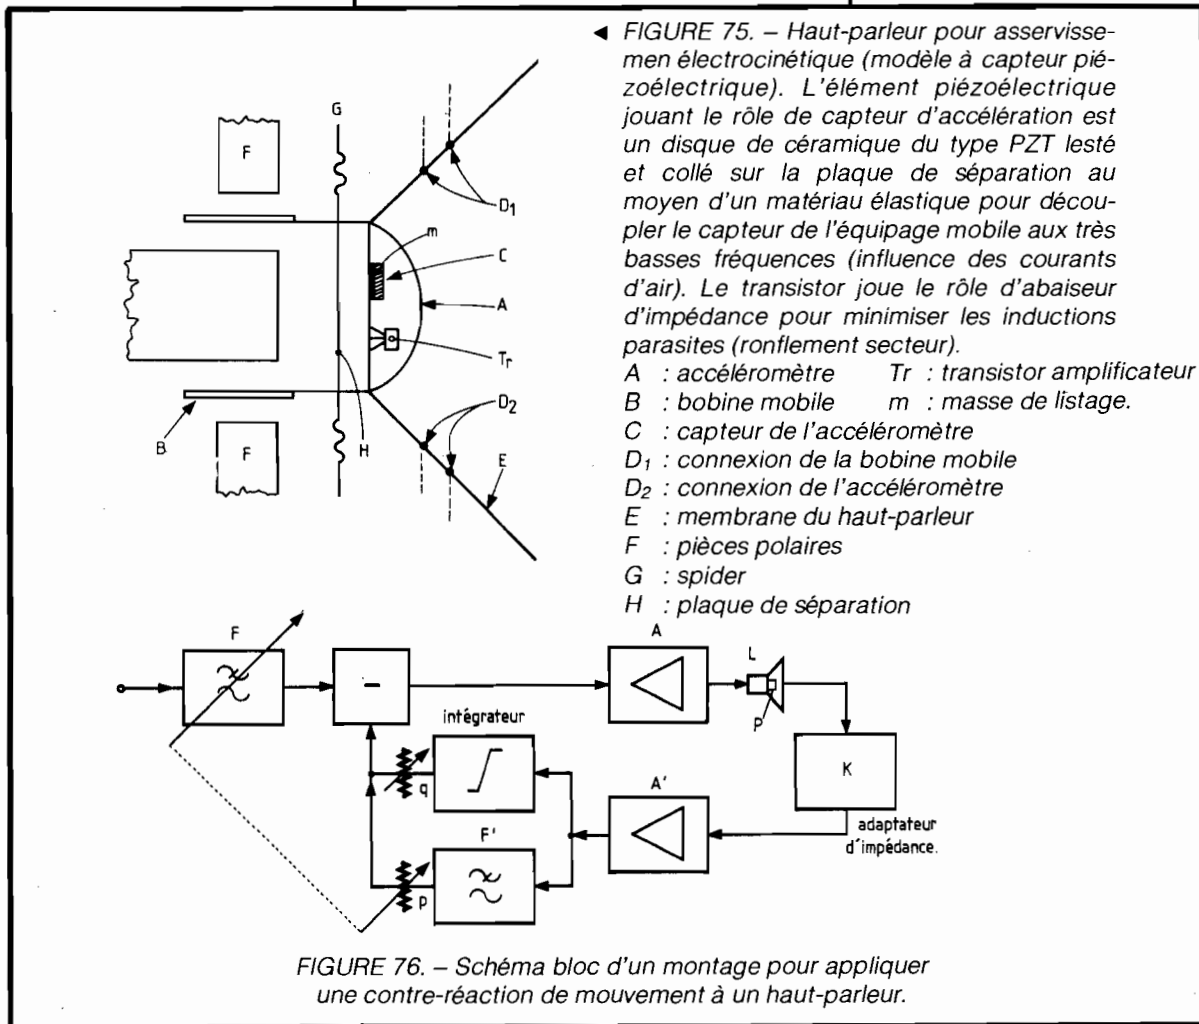 ◄ FIGURE 75. – Haut-parleur pour asservisse-
men électrocinétique (modèle à capteur pié-
zoélectrique). L'élément piézoélectrique
jouant le rôle de capteur d'accélération est
un disque de céramique du type PZT lesté
et collé sur la plaque de séparation au
moyen d'un matériau élastique pour décou-
pler le capteur de l'équipage mobile aux très
basses fréquences (influence des courants
d'air). Le transistor joue le rôle d'abaiseur
d'impédance pour minimiser les inductions
parasites (ronflement secteur).
A : accéléromètre Tr : transistor amplificateur
B : bobine mobile m : masse de listage.
C : capteur de l'accéléromètre
D1 : connexion de la bobine mobile
D2 : connexion de l'accéléromètre
E : membrane du haut-parleur
F : pièces polaires
G : spider
H : plaque de séparation
G
F
D1
m
C
A
Tr
D2
B
F
H
E
F
–
A
L
P
intégrateur
q
K
A'
adaptateur
d'impédance.
F'
p
FIGURE 76. – Schéma bloc d'un montage pour appliquer
une contre-réaction de mouvement à un haut-parleur.